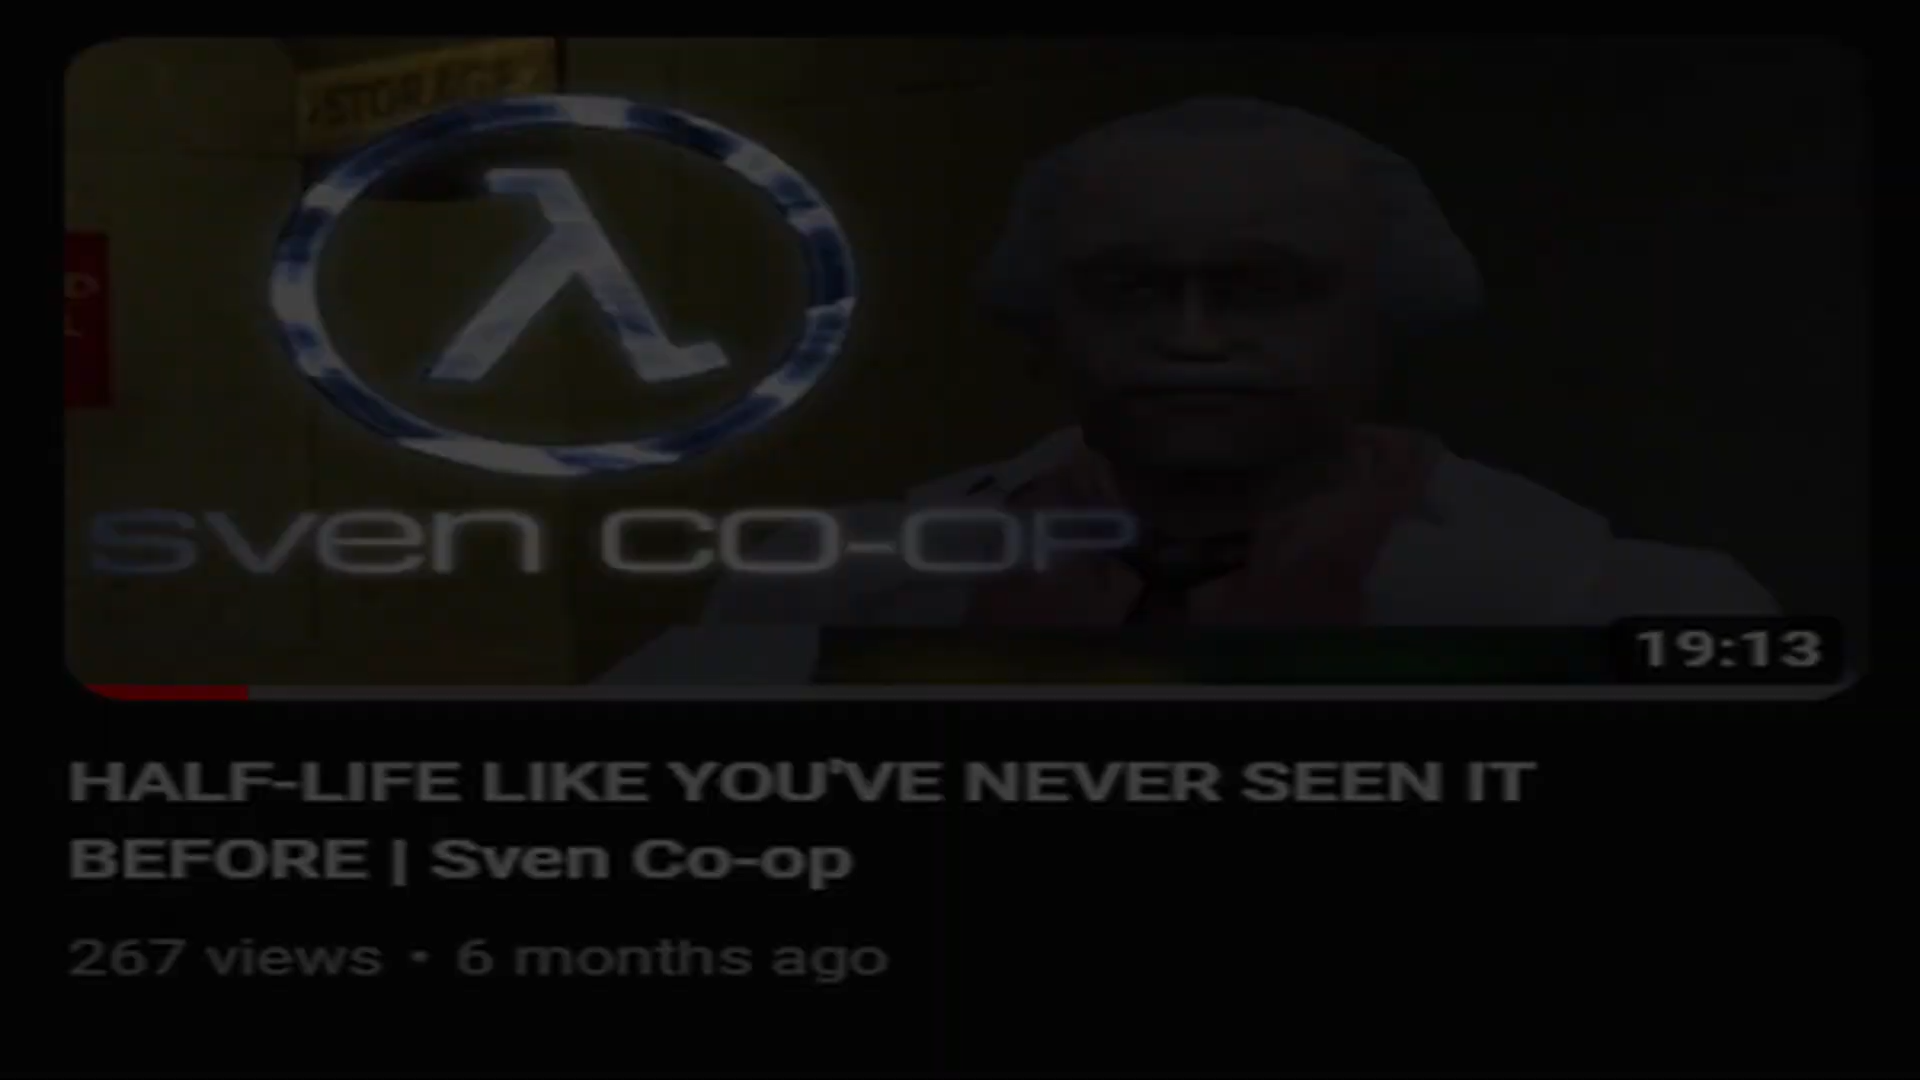 STORAGE
λ
sven co-op
19:13
HALF-LIFE LIKE YOU'VE NEVER SEEN IT
BEFORE | Sven Co-op
267 views • 6 months ago